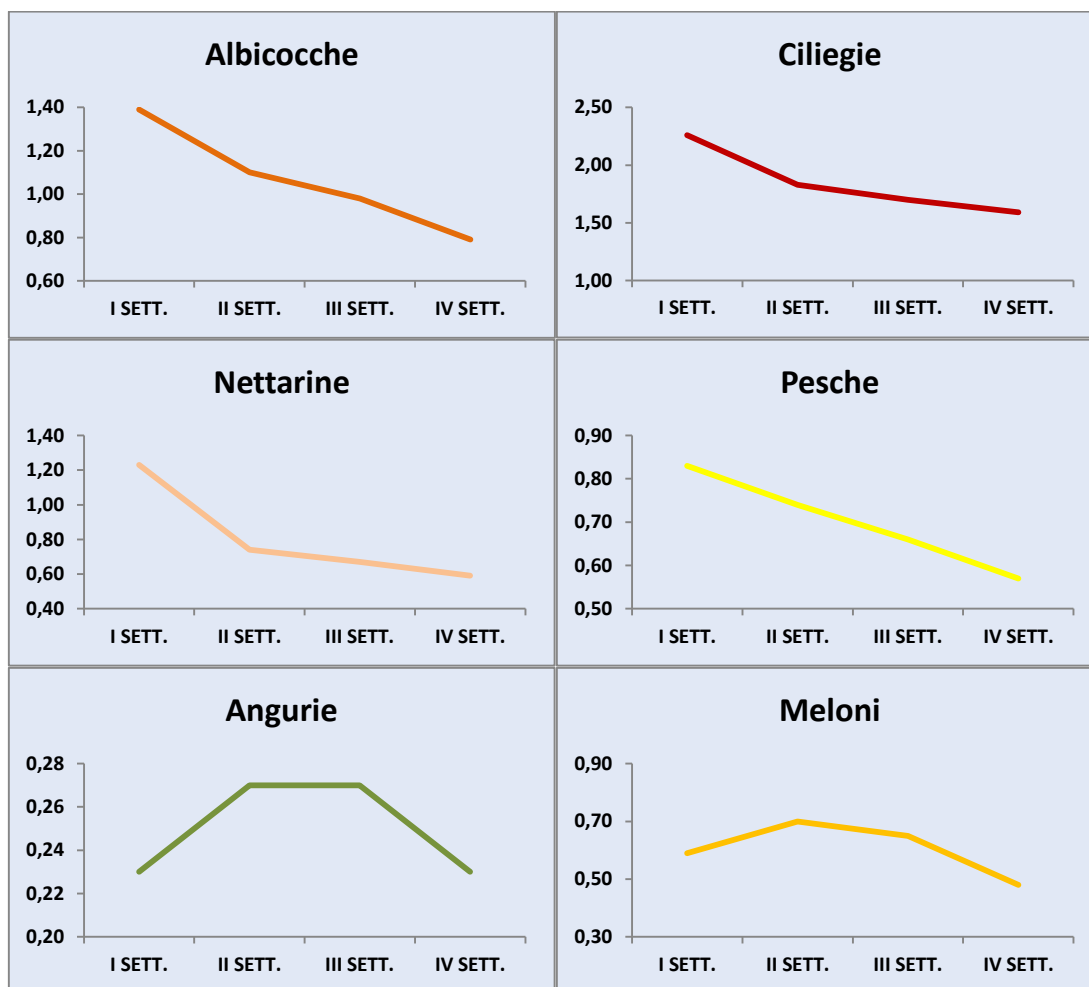 Albicocche
1,40
1,20
1,00
0,80
0,60
I SETT. II SETT. III SETT. IV SETT.
Ciliegie
2,50
2,00
1,50
1,00
I SETT. II SETT. III SETT. IV SETT.
Nettarine
1,40
1,20
1,00
0,80
0,60
0,40
I SETT. II SETT. III SETT. IV SETT.
Pesche
0,90
0,80
0,70
0,60
0,50
I SETT. II SETT. III SETT. IV SETT.
Angurie
0,28
0,26
0,24
0,22
0,20
I SETT. II SETT. III SETT. IV SETT.
Meloni
0,90
0,70
0,50
0,30
I SETT. II SETT. III SETT. IV SETT.